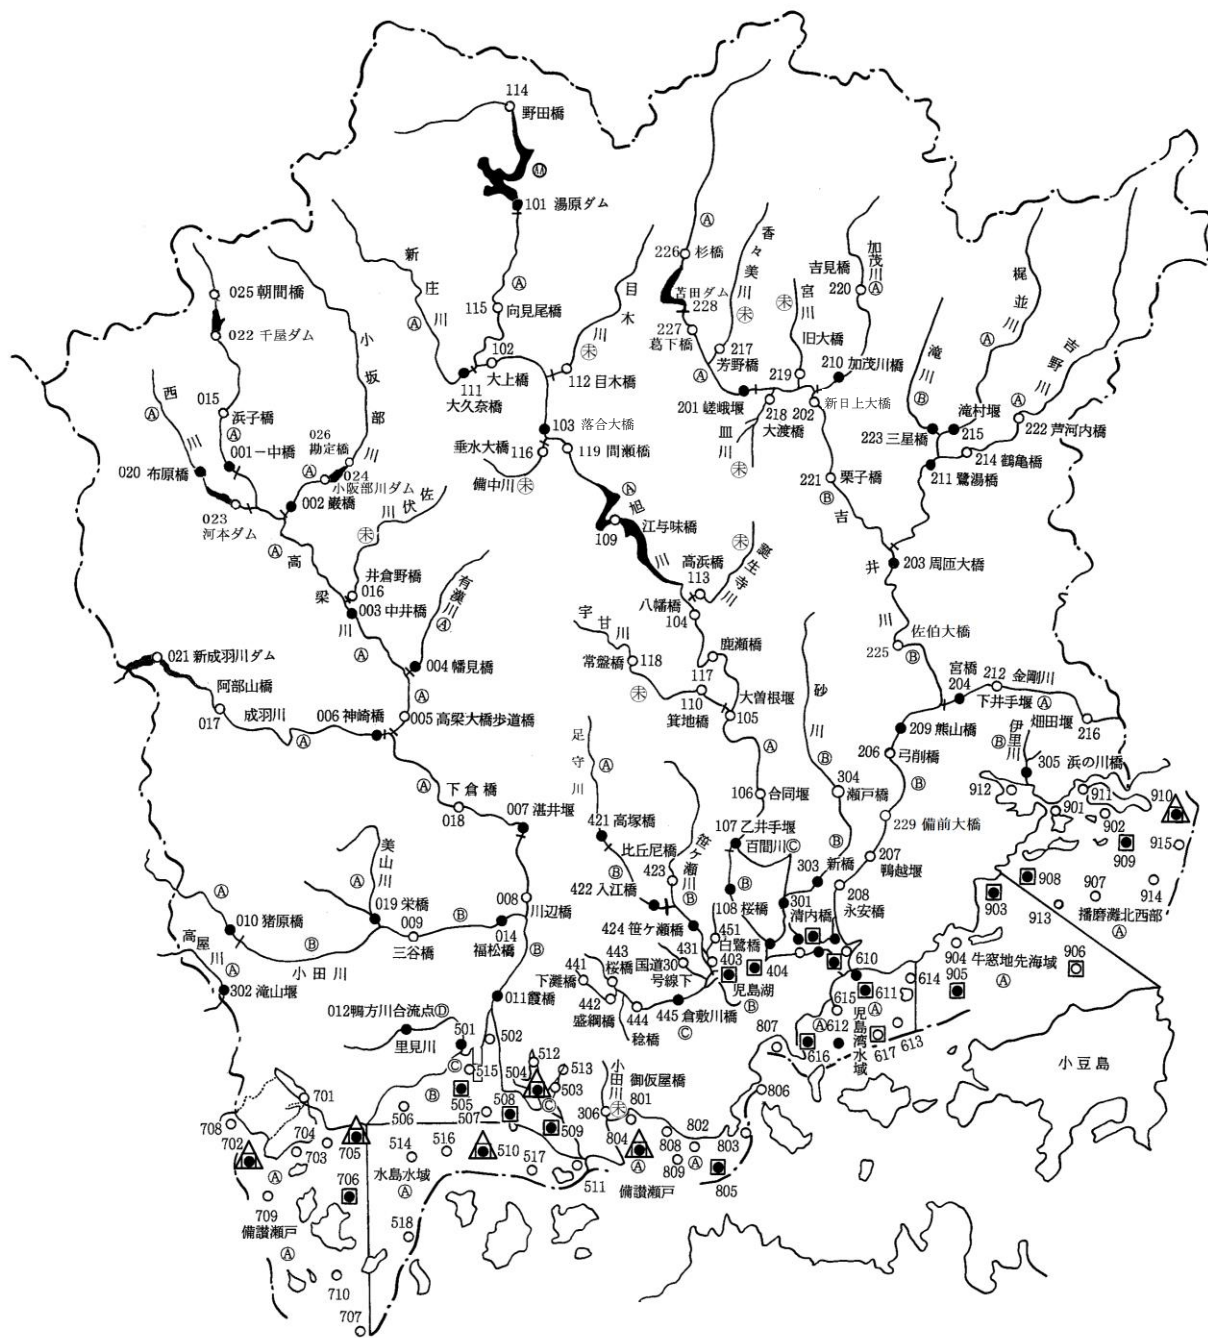 114
野田橋
Ⓜ
101 湯原ダム
新庄川
Ⓐ
Ⓐ
115
向見尾橋
目木川
㊍
226
杉橋
Ⓐ
苫田ダム
228
227
葛下橋
香々美川
㊍
217
芳野橋
Ⓐ
宮川
㊍
旧大橋
219
加茂川
Ⓐ
吉見橋
220
210
加茂川橋
梶並川
Ⓐ
吉野川
Ⓐ
滝川
Ⓑ
025 朝間橋
022 千屋ダム
小坂部川
Ⓐ
西川
Ⓐ
015
浜子橋
Ⓐ
001一中橋
026
勘定橋
024
小阪部川ダム
020 布原橋
023
河本ダム
002 巌橋
102
大上橋
111
大久奈橋
112 目木橋
103 落合大橋
垂水大橋
116
119 間瀬橋
備中川
201 嵯峨堰
218
大渡橋
皿川
202
新日上大橋
滝村堰
215
223 三星橋
222 芦河内橋
214 鶴亀橋
211 鷺湯橋
221
栗子橋
Ⓑ
吉井川
佐伏川
Ⓐ
高梁川
井倉野橋
016
003 中井橋
Ⓐ
有漢川
Ⓐ
004 幡見橋
Ⓐ
旭川
Ⓐ
109
江与味橋
高浜橋
113
誕生寺川
八幡橋
104
203 周匝大橋
佐伯大橋
225
Ⓑ
宇甘川
常盤橋
118
鹿瀬橋
117
110
箕地橋
大曽根堰
105
Ⓐ
砂川
Ⓑ
宮橋
204
212
金剛川
下井手堰
Ⓐ
畑田堰
216
021 新成羽川ダム
阿部山橋
017
成羽川
Ⓐ
006 神崎橋
005 高梁大橋歩道橋
209 熊山橋
206
弓削橋
Ⓑ
伊里川
Ⓑ
305 浜の川橋
足守川
Ⓐ
Ⓐ
下倉橋
018
007 湛井堰
106
合同堰
304
瀬戸橋
229 備前大橋
912
911
901
902
910
909
915
421 高塚橋
比丘尼橋
Ⓑ
422 入江橋
笹ヶ瀬川
423
Ⓑ
107 乙井手堰
百間川Ⓒ
303
新橋
Ⓑ
207
鴨越堰
208
永安橋
908
907
914
903
913
播磨灘北西部
Ⓐ
美山川
Ⓐ
Ⓐ
010 猪原橋
Ⓑ
019 栄橋
009
三谷橋
Ⓑ
小田川
008
川辺橋
014
福松橋
Ⓑ
424 笹ケ瀬橋
Ⓑ
108 桜橋
301
清内橋
451
白鷺橋
403
404
610
904
牛窓地先海域
Ⓐ
906
905
高屋川
Ⓐ
302 滝山堰
443
桜橋
国道
30
号線下
431
441
下灘橋
442
盛綱橋
444
稔橋
445 倉敷川橋
Ⓒ
児島湖
Ⓑ
614
611
615
Ⓐ
612
Ⓐ
児島湾水域
616
617
613
小豆島
012鴨方川合流点Ⓓ
里見川
011霞橋
501
502
Ⓒ
515
512
513
504
503
Ⓒ
505
508
507
509
506
Ⓑ
小田川
御仮屋橋
306
801
802
803
806
807
808
804
Ⓐ
809
Ⓐ
805
備讃瀬戸
701
708
702
704
703
705
706
Ⓐ
709
備讃瀬戸
Ⓐ
710
707
514
516
510
517
511
水島水域
Ⓐ
518